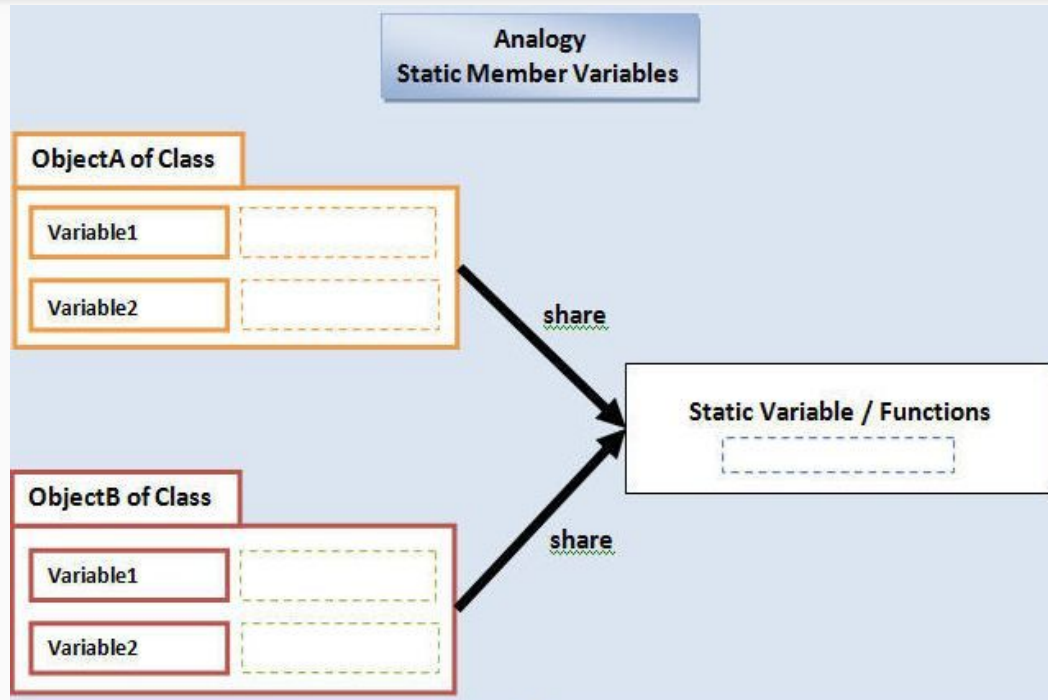 Analogy
Static Member Variables
ObjectA of Class
Variable1
Variable2
share
Static Variable / Functions
ObjectB of Class
share
Variable1
Variable2